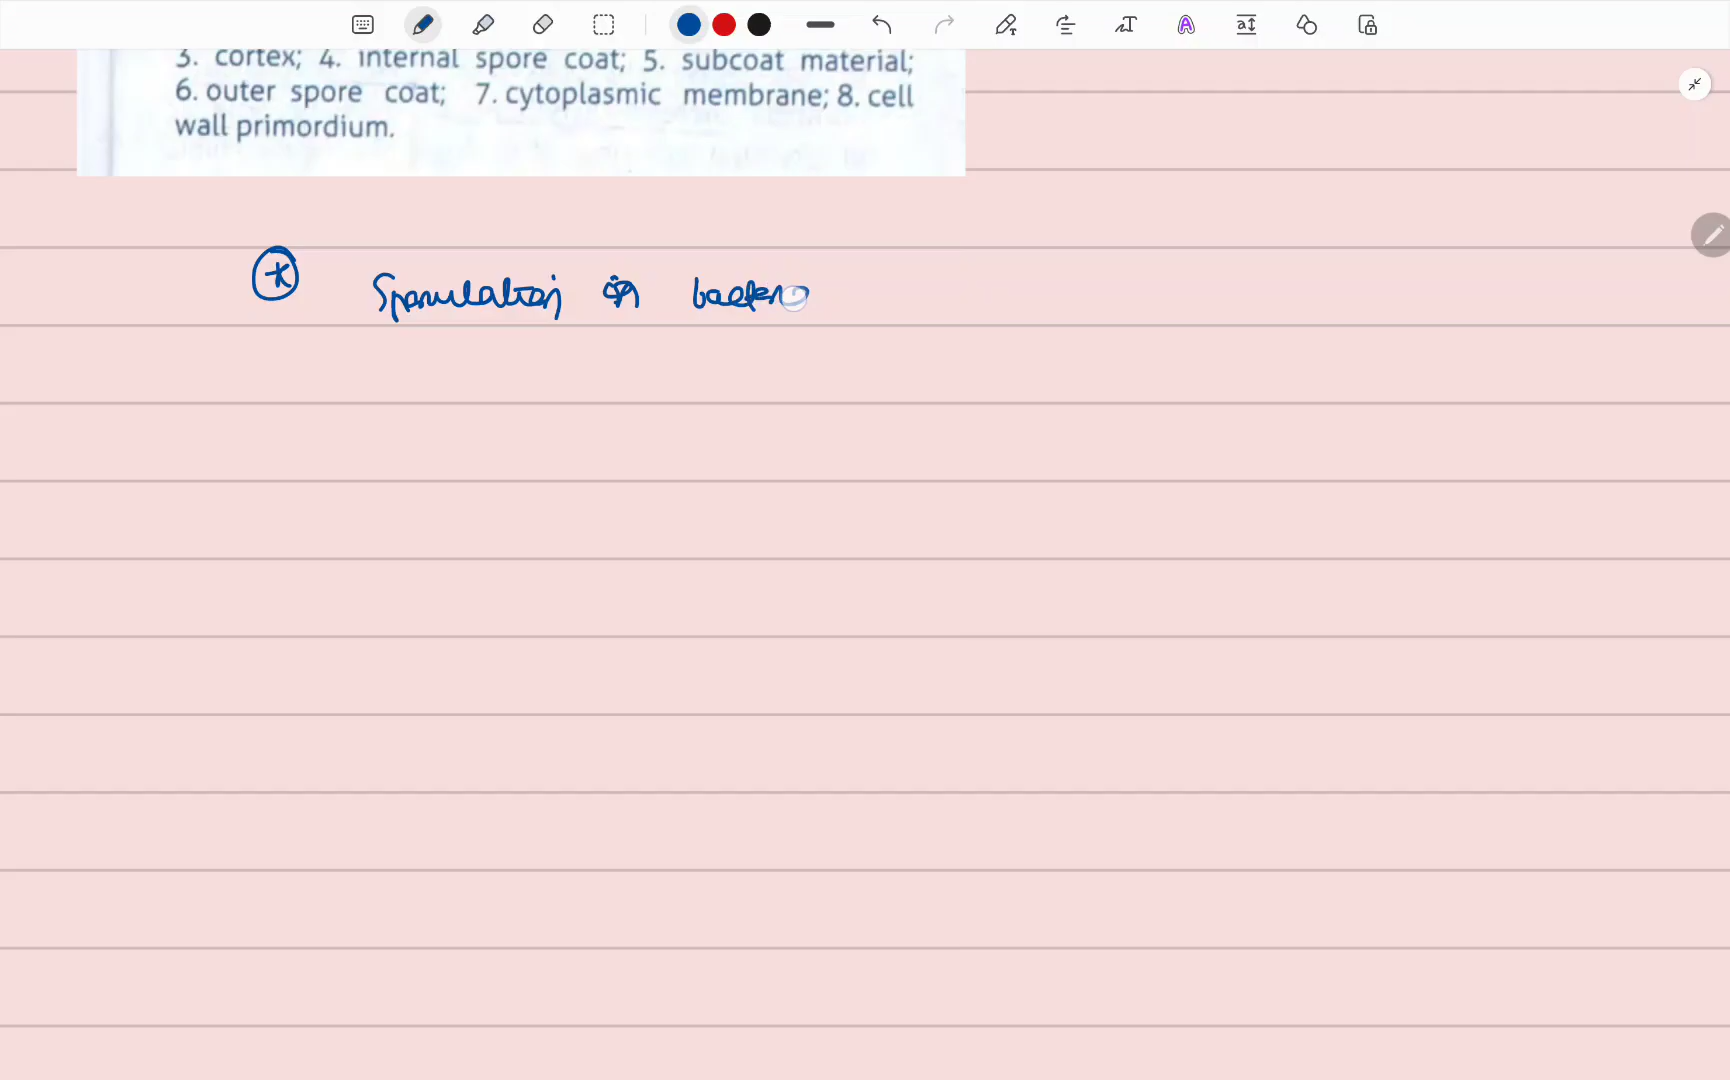 3. cortex; 4. internal spore coat; 5. subcoat material;
6. outer spore coat; 7. cytoplasmic membrane; 8. cell
wall primordium.
* Sporulation in